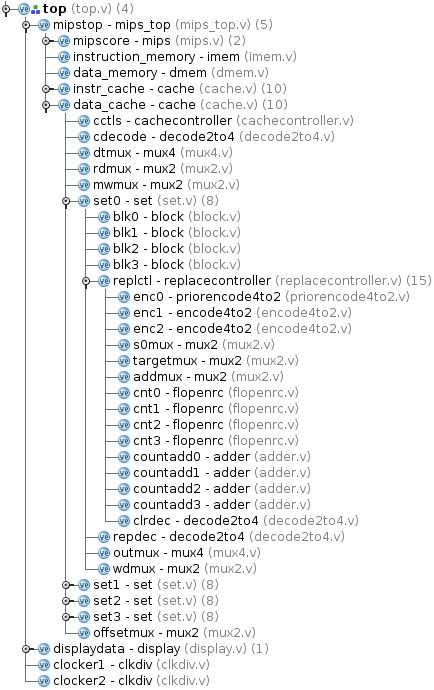 top (top.v) (4)
mipstop - mips_top (mips_top.v) (5)
mipscore - mips (mips.v) (2)
instruction_memory - imem (imem.v)
data_memory - dmem (dmem.v)
instr_cache - cache (cache.v) (10)
data_cache - cache (cache.v) (10)
cctls - cachecontroller (cachecontroller.v)
cdecode - decode2to4 (decode2to4.v)
dtmux - mux4 (mux4.v)
rdmux - mux2 (mux2.v)
mwmux - mux2 (mux2.v)
set0 - set (set.v) (8)
blk0 - block (block.v)
blk1 - block (block.v)
blk2 - block (block.v)
blk3 - block (block.v)
replctl - replacecontroller (replacecontroller.v) (15)
enc0 - priorencode4to2 (priorencode4to2.v)
enc1 - encode4to2 (encode4to2.v)
enc2 - encode4to2 (encode4to2.v)
s0mux - mux2 (mux2.v)
targetmux - mux2 (mux2.v)
addmux - mux2 (mux2.v)
cnt0 - flopenrc (flopenrc.v)
cnt1 - flopenrc (flopenrc.v)
cnt2 - flopenrc (flopenrc.v)
cnt3 - flopenrc (flopenrc.v)
countadd0 - adder (adder.v)
countadd1 - adder (adder.v)
countadd2 - adder (adder.v)
countadd3 - adder (adder.v)
clrdec - decode2to4 (decode2to4.v)
repdec - decode2to4 (decode2to4.v)
outmux - mux4 (mux4.v)
wdmux - mux2 (mux2.v)
set1 - set (set.v) (8)
set2 - set (set.v) (8)
set3 - set (set.v) (8)
offsetmux - mux2 (mux2.v)
displaydata - display (display.v) (1)
clocker1 - clkdiv (clkdiv.v)
clocker2 - clkdiv (clkdiv.v)